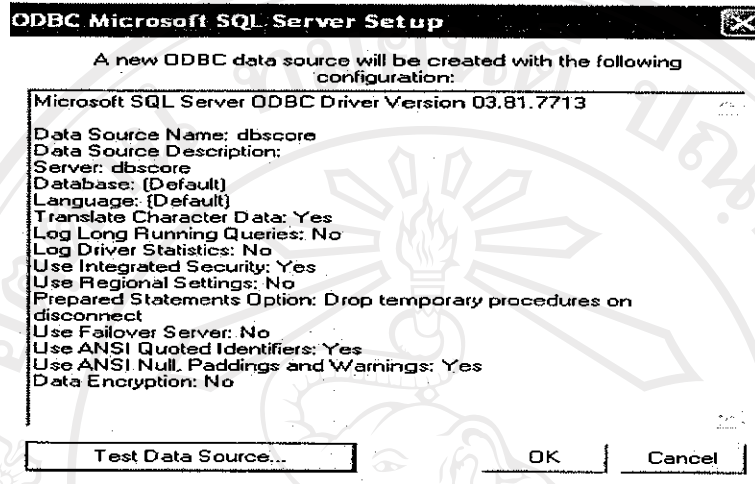 ODBC Microsoft SQL Server Setup
A new ODBC data source will be created with the following
configuration:
Microsoft SQL Server ODBC Driver Version 03.81.7713
Data Source Name: dbscore
Data Source Description:
Server: dbscore
Database: (Default)
Language: (Default)
Translate Character Data: Yes
Log Long Running Queries: No
Log Driver Statistics: No
Use Integrated Security: Yes
Use Regional Settings: No
Prepared Statements Option: Drop temporary procedures on
disconnect
Use Failover Server: No
Use ANSI Quoted Identifiers: Yes
Use ANSI Null, Paddings and Warnings: Yes
Data Encryption: No
Test Data Source...
OK
Cancel